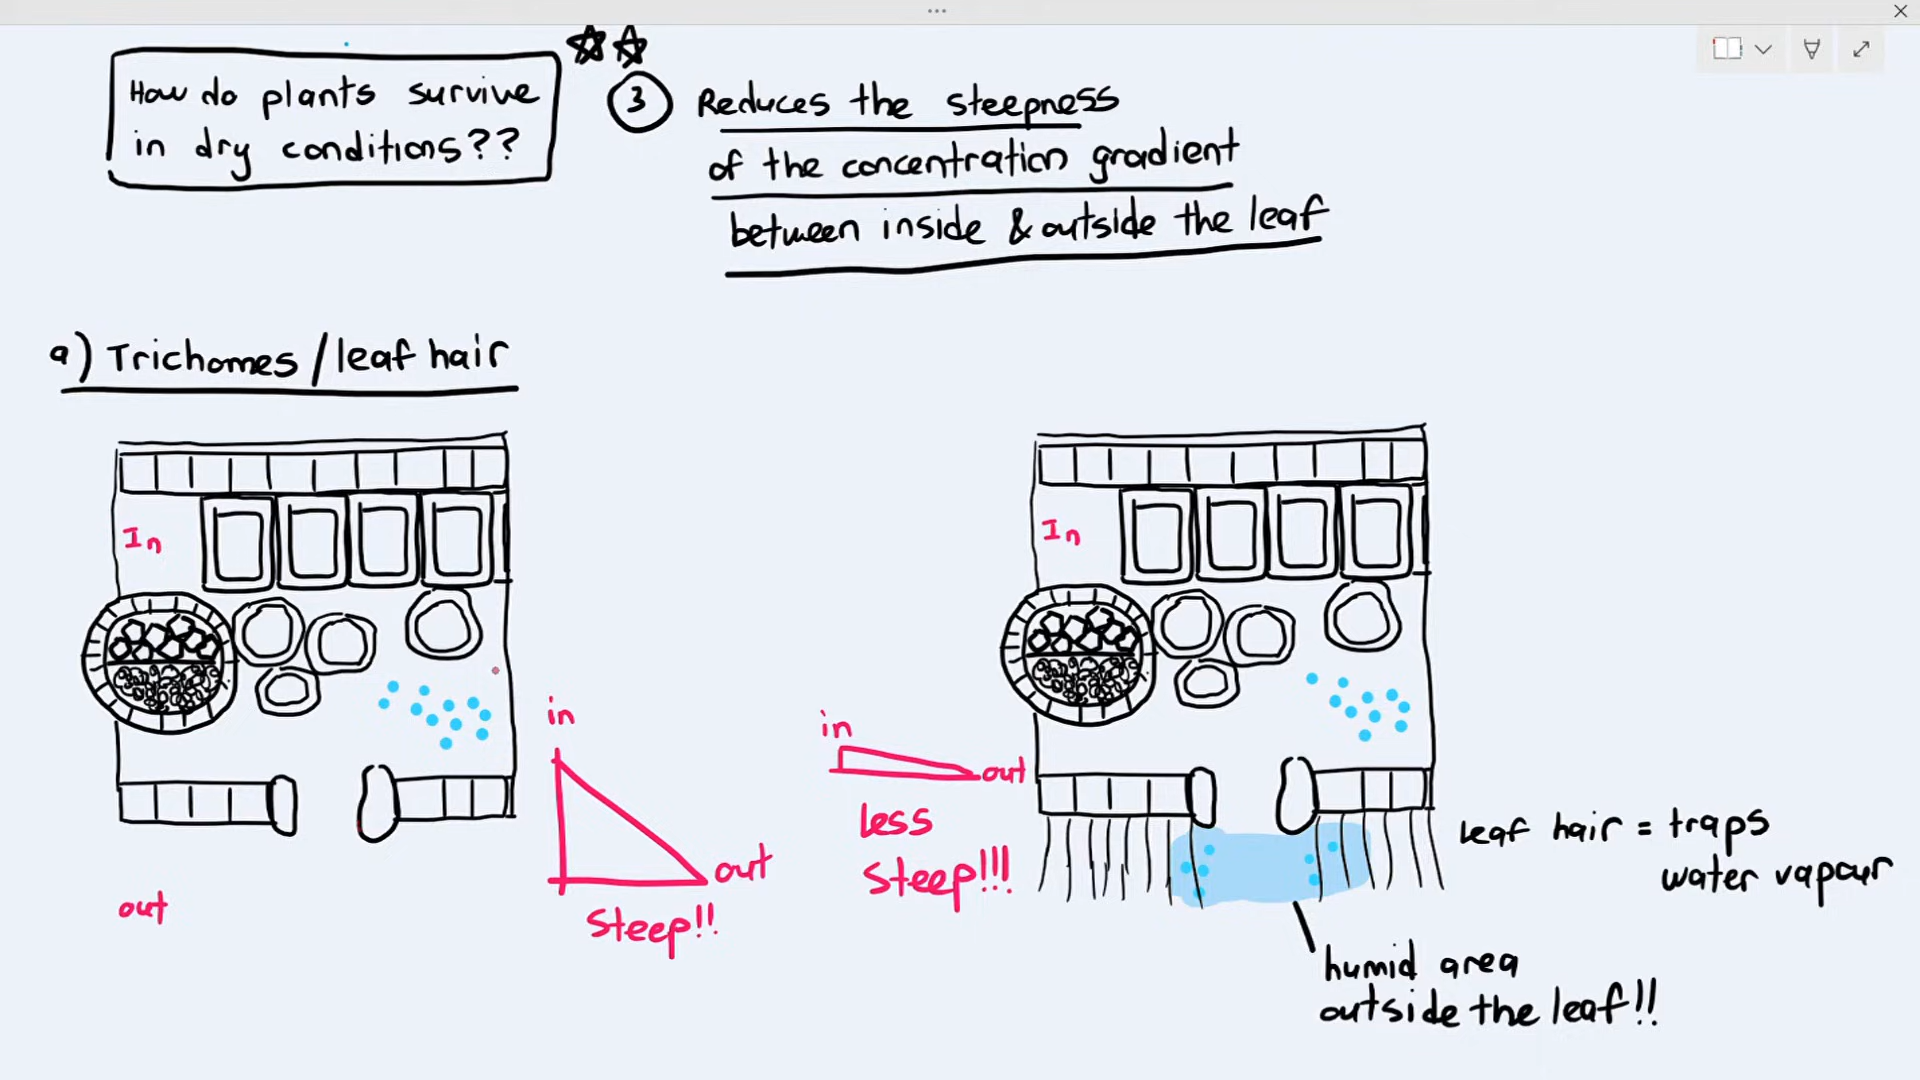 How do plants survive
in dry conditions??
3 Reduces the steepness
of the concentration gradient
between inside & outside the leaf
a) Trichomes / leaf hair
In
out
in
out
Steep!!
in
out
less
Steep!!!
In
leaf hair = traps
water vapour
humid area
outside the leaf!!